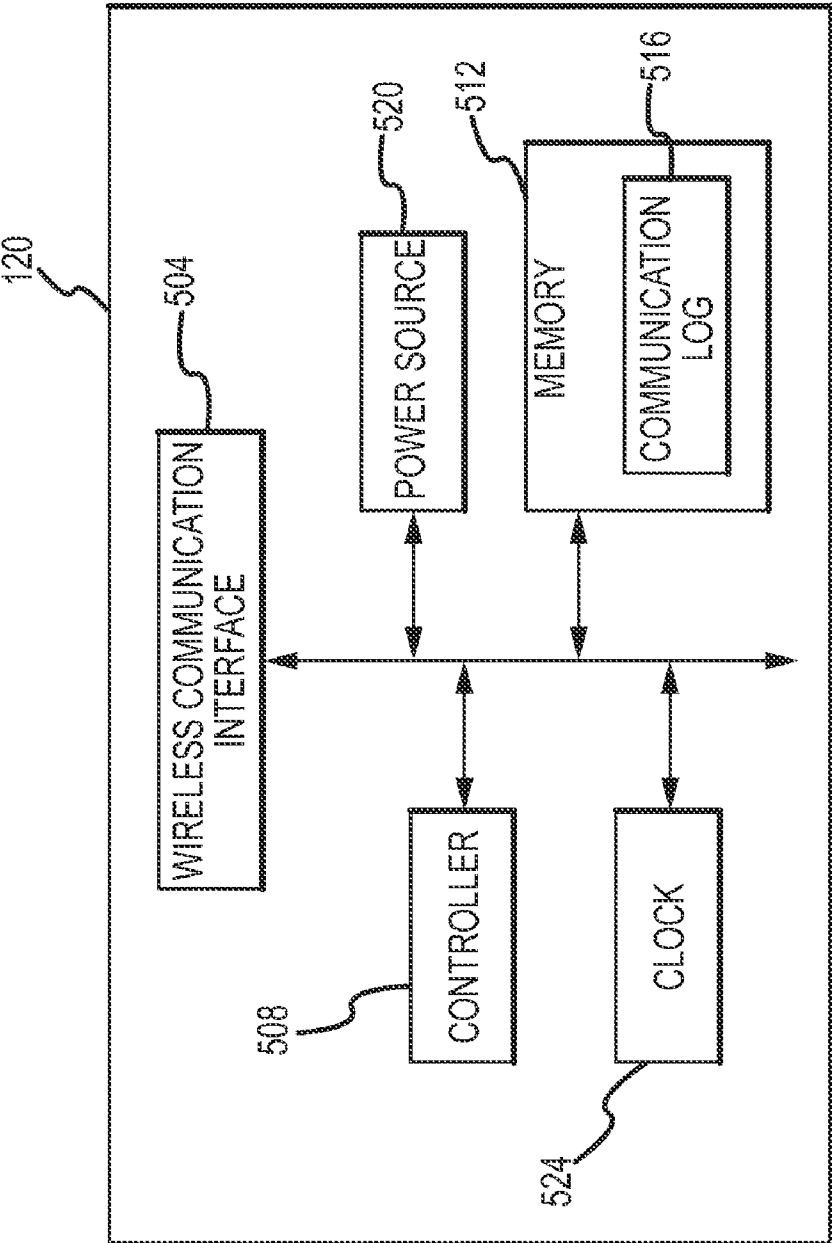 120
WIRELESS COMMUNICATION
INTERFACE
504
POWER SOURCE
520
MEMORY
512
COMMUNICATION
LOG
516
CONTROLLER
508
CLOCK
524